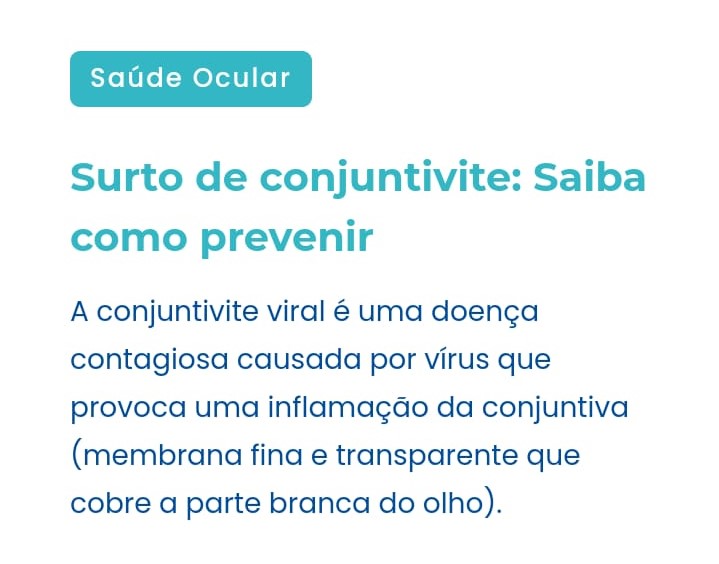 Saúde Ocular
Surto de conjuntivite: Saiba
como prevenir
A conjuntivite viral é uma doença
contagiosa causada por vírus que
provoca uma inflamação da conjuntiva
(membrana fina e transparente que
cobre a parte branca do olho).